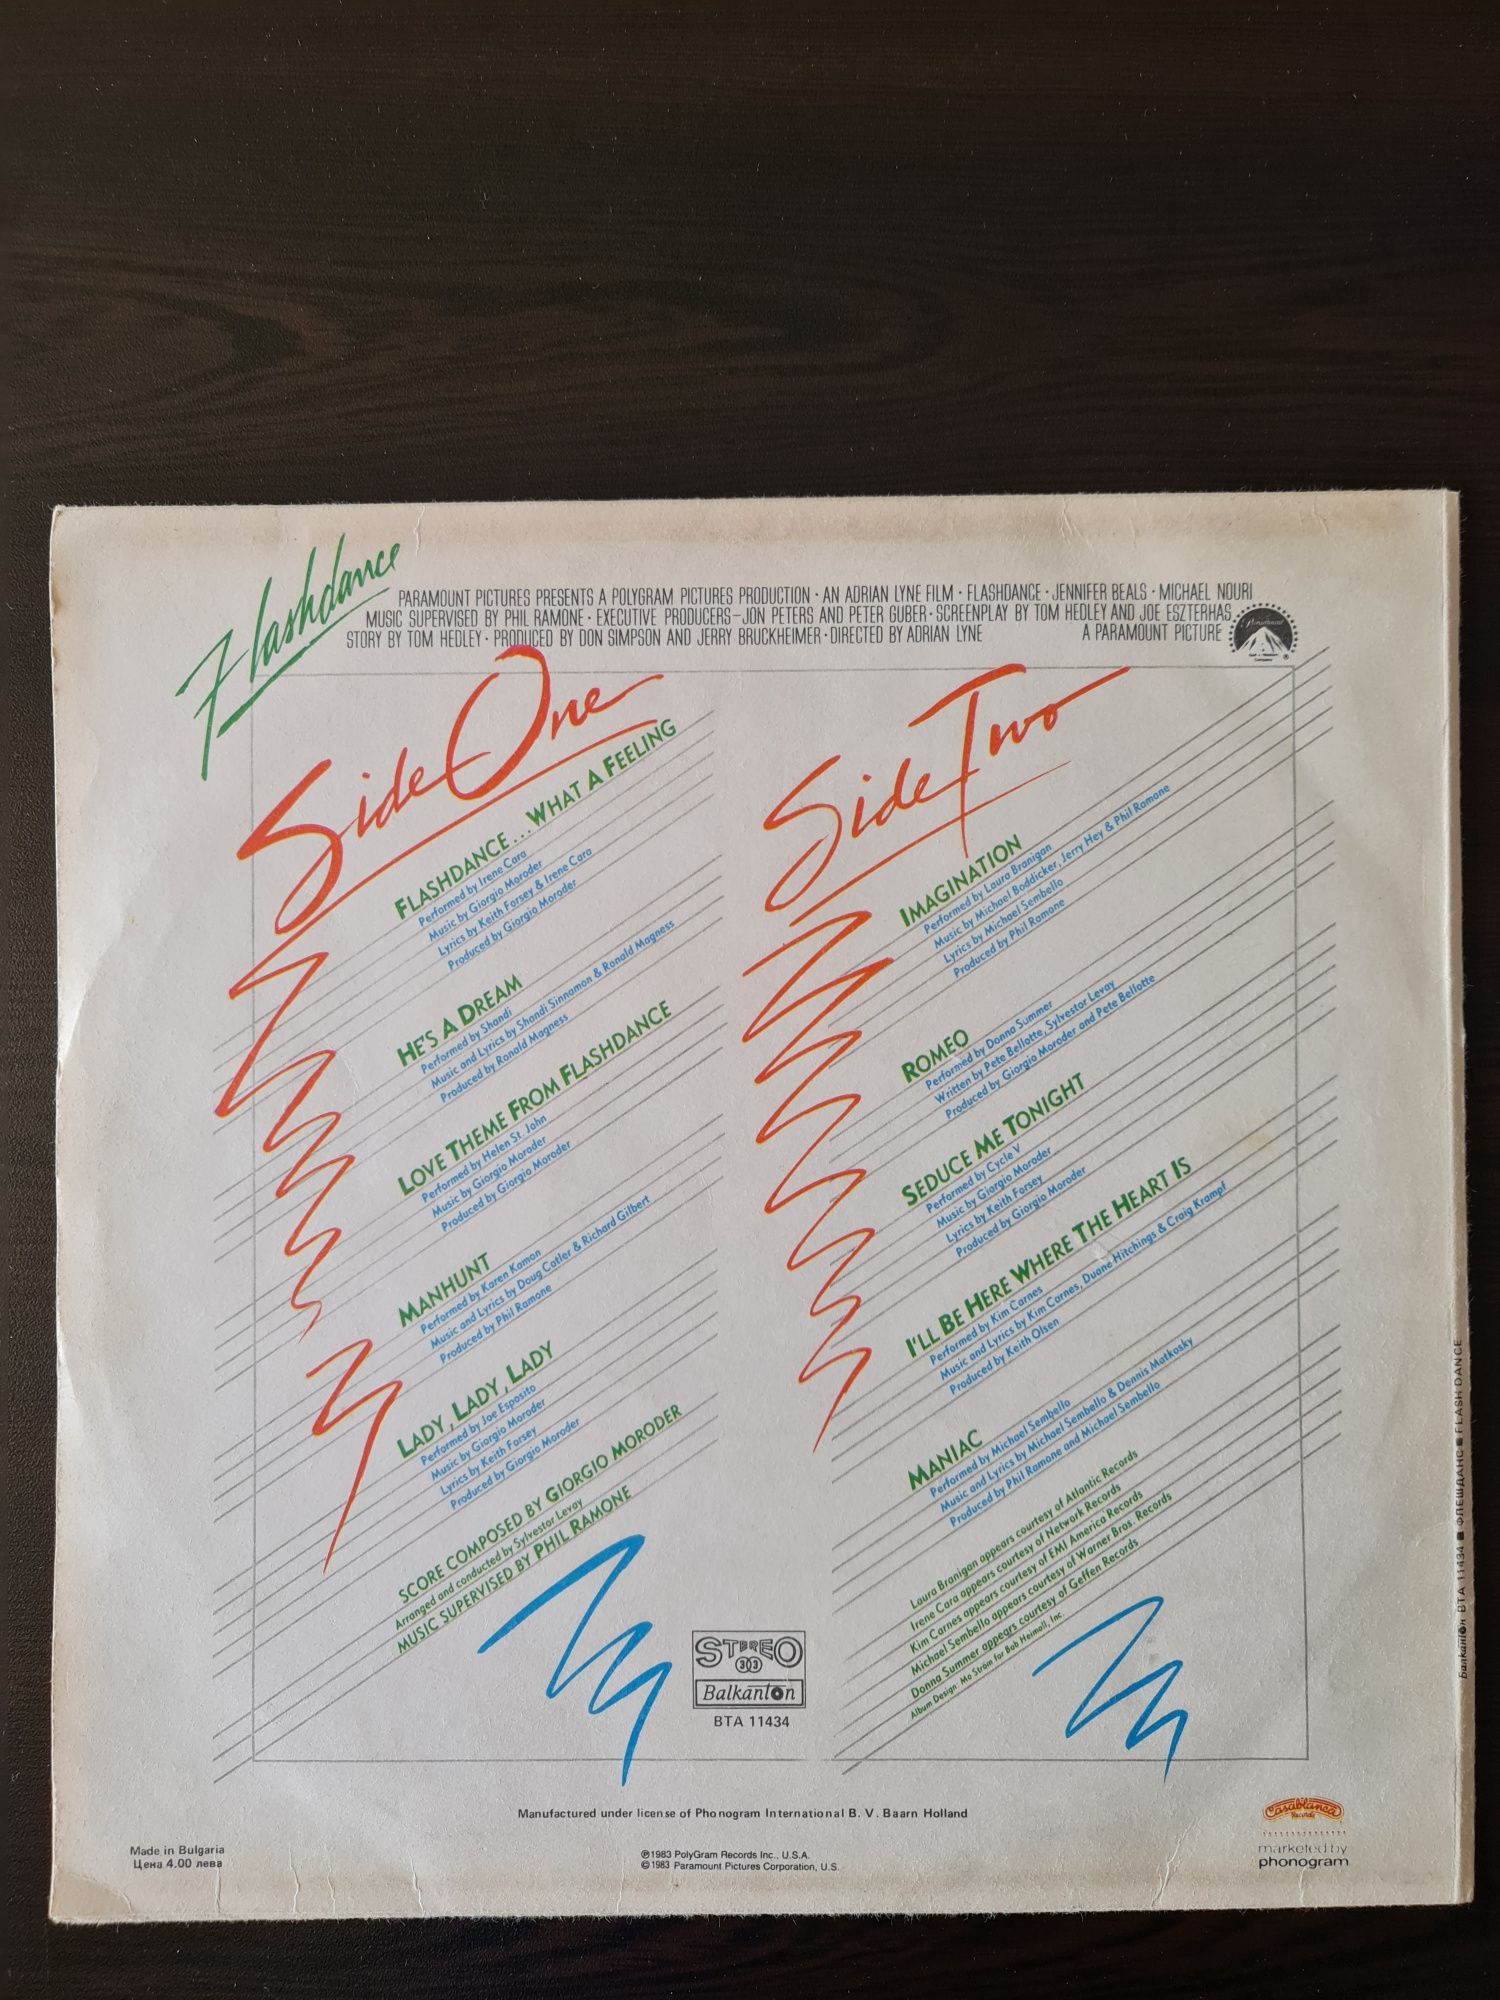 Flashdance
PARAMOUNT PICTURES PRESENTS A POLYGRAM PICTURES PRODUCTION · AN ADRIAN LYNE FILM · FLASHDANCE · JENNIFER BEALS · MICHAEL NOURI
MUSIC SUPERVISED BY PHIL RAMONE · EXECUTIVE PRODUCERS—JON PETERS AND PETER GUBER · SCREENPLAY BY TOM HEDLEY AND JOE ESZTERHAS
STORY BY TOM HEDLEY · PRODUCED BY DON SIMPSON AND JERRY BRUCKHEIMER · DIRECTED BY ADRIAN LYNE
A PARAMOUNT PICTURE
Paramount
Side One
FLASHDANCE... WHAT A FEELING
Performed by Irene Cara
Music by Giorgio Moroder
Lyrics by Keith Forsey & Irene Cara
Produced by Giorgio Moroder
HE'S A DREAM
Performed by Shandi
Music and Lyrics by Shandi Sinnamon & Ronald Magness
Produced by Ronald Magness
LOVE THEME FROM FLASHDANCE
Performed by Helen St. John
Music by Giorgio Moroder
Produced by Giorgio Moroder
MANHUNT
Performed by Karen Kamon
Music and Lyrics by Doug Cotler & Richard Gilbert
Produced by Phil Ramone
LADY, LADY, LADY
Performed by Joe Esposito
Music by Giorgio Moroder
Lyrics by Keith Forsey
Produced by Giorgio Moroder
SCORE COMPOSED BY GIORGIO MORODER
Arranged and conducted by Sylvester Levay
MUSIC SUPERVISED BY PHIL RAMONE
Side Two
IMAGINATION
Performed by Laura Branigan
Music by Michael Boddicker, Jerry Hey & Phil Ramone
Lyrics by Michael Sembello
Produced by Phil Ramone
ROMEO
Performed by Donna Summer
Written by Pete Bellotte, Sylvester Levay
Produced by Giorgio Moroder and Pete Bellotte
SEDUCE ME TONIGHT
Performed by Cycle V
Music by Giorgio Moroder
Lyrics by Keith Forsey
Produced by Giorgio Moroder
I'LL BE HERE WHERE THE HEART IS
Performed by Kim Carnes
Music and Lyrics by Kim Carnes, Duane Hitchings & Craig Krampf
Produced by Keith Olsen
MANIAC
Performed by Michael Sembello
Music and Lyrics by Michael Sembello & Dennis Matkosky
Produced by Phil Ramone and Michael Sembello
Laura Branigan appears courtesy of Atlantic Records
Irene Cara appears courtesy of Network Records
Kim Carnes appears courtesy of EMI America Records
Michael Sembello appears courtesy of Warner Bros. Records
Donna Summer appears courtesy of Geffen Records
Album Design: Mo Ström for Bob Heimall, Inc.
STEREO
303
Balkanton
BTA 11434
Manufactured under license of Phonogram International B. V. Baarn Holland
Made in Bulgaria
Цена 4.00 лева
℗1983 PolyGram Records Inc., U.S.A.
©1983 Paramount Pictures Corporation, U.S.
Casablanca
Records
marketed by
phonogram
Балкантон BTA 11434 ■ ФЛЕШДАНС ■ FLASH DANCE